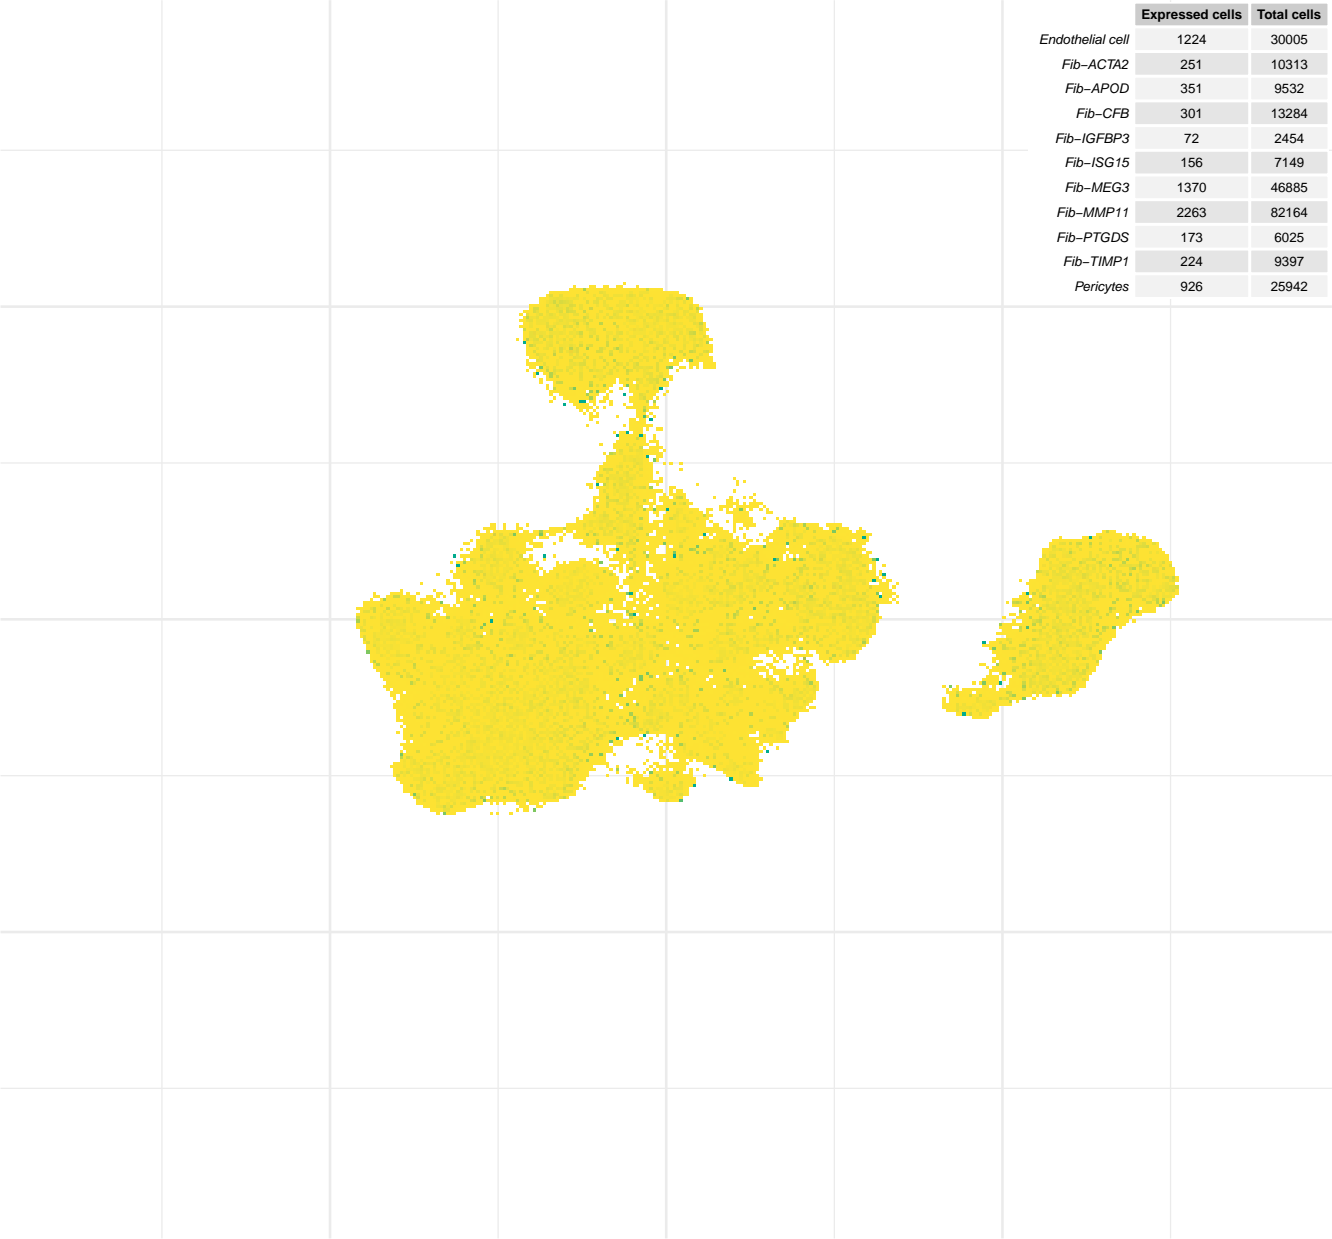 Expressed cells Total cells
Endothelial cell 1224 30005
Fib−ACTA2 251 10313
Fib−APOD 351 9532
Fib−CFB 301 13284
Fib−IGFBP3 72 2454
Fib−ISG15 156 7149
Fib−MEG3 1370 46885
Fib−MMP11 2263 82164
Fib−PTGDS 173 6025
Fib−TIMP1 224 9397
Pericytes 926 25942